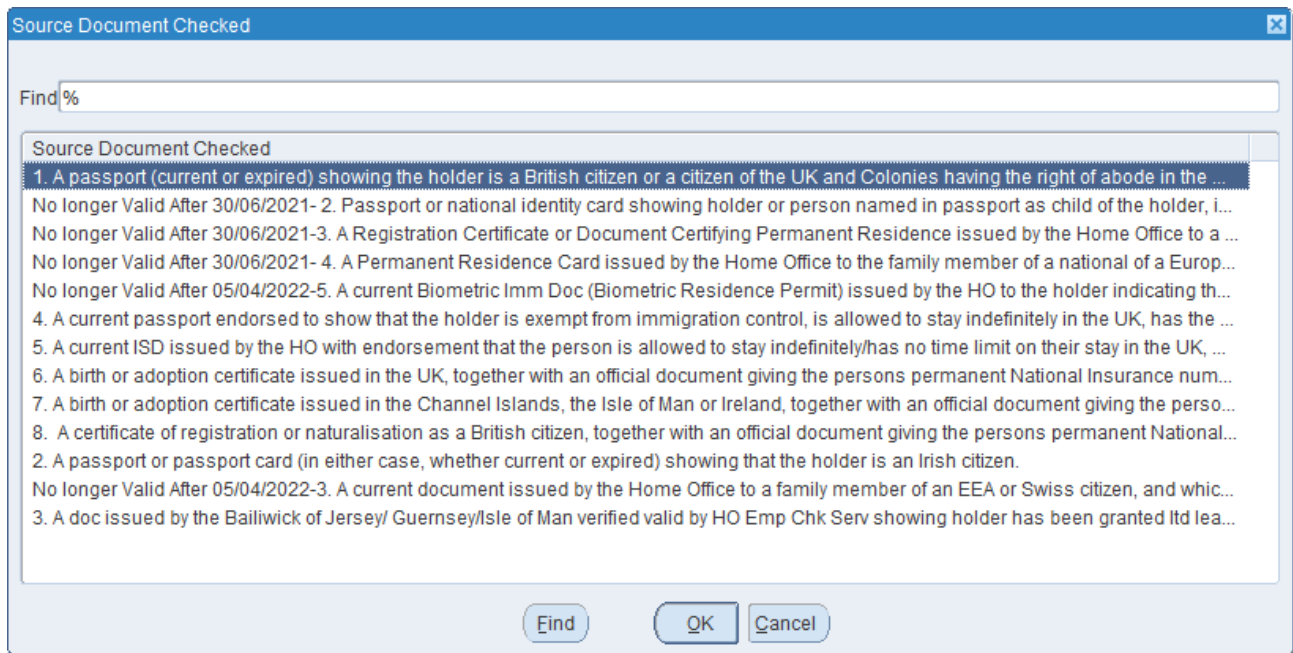 Source Document Checked
Find %
Source Document Checked
1. A passport (current or expired) showing the holder is a British citizen or a citizen of the UK and Colonies having the right of abode in the ...
No longer Valid After 30/06/2021- 2. Passport or national identity card showing holder or person named in passport as child of the holder, i...
No longer Valid After 30/06/2021-3. A Registration Certificate or Document Certifying Permanent Residence issued by the Home Office to a ...
No longer Valid After 30/06/2021- 4. A Permanent Residence Card issued by the Home Office to the family member of a national of a Europ...
No longer Valid After 05/04/2022-5. A current Biometric Imm Doc (Biometric Residence Permit) issued by the HO to the holder indicating th...
4. A current passport endorsed to show that the holder is exempt from immigration control, is allowed to stay indefinitely in the UK, has the ...
5. A current ISD issued by the HO with endorsement that the person is allowed to stay indefinitely/has no time limit on their stay in the UK, ...
6. A birth or adoption certificate issued in the UK, together with an official document giving the persons permanent National Insurance num...
7. A birth or adoption certificate issued in the Channel Islands, the Isle of Man or Ireland, together with an official document giving the perso...
8. A certificate of registration or naturalisation as a British citizen, together with an official document giving the persons permanent National...
2. A passport or passport card (in either case, whether current or expired) showing that the holder is an Irish citizen.
No longer Valid After 05/04/2022-3. A current document issued by the Home Office to a family member of an EEA or Swiss citizen, and whic...
3. A doc issued by the Bailiwick of Jersey/ Guernsey/Isle of Man verified valid by HO Emp Chk Serv showing holder has been granted ltd lea...
Find OK Cancel